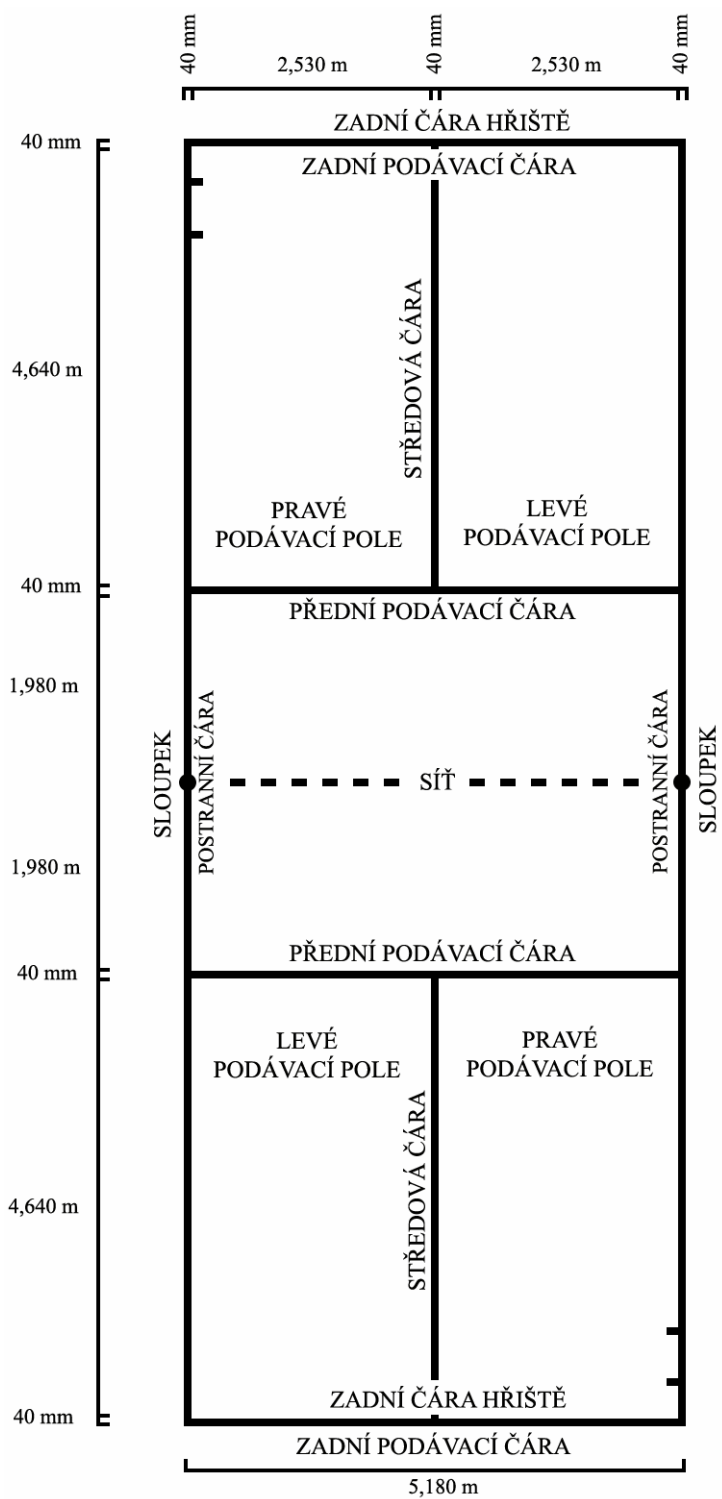 40 mm
2,530 m
40 mm
2,530 m
40 mm
ZADNÍ ČÁRA HŘIŠTĚ
40 mm
ZADNÍ PODÁVACÍ ČÁRA
STŘEDOVÁ ČÁRA
4,640 m
PRAVÉ
PODÁVACÍ POLE
LEVÉ
PODÁVACÍ POLE
40 mm
PŘEDNÍ PODÁVACÍ ČÁRA
1,980 m
SLOUPEK
POSTRANNÍ ČÁRA
SÍŤ
POSTRANNÍ ČÁRA
SLOUPEK
1,980 m
PŘEDNÍ PODÁVACÍ ČÁRA
40 mm
LEVÉ
PODÁVACÍ POLE
PRAVÉ
PODÁVACÍ POLE
STŘEDOVÁ ČÁRA
4,640 m
ZADNÍ ČÁRA HŘIŠTĚ
40 mm
ZADNÍ PODÁVACÍ ČÁRA
5,180 m